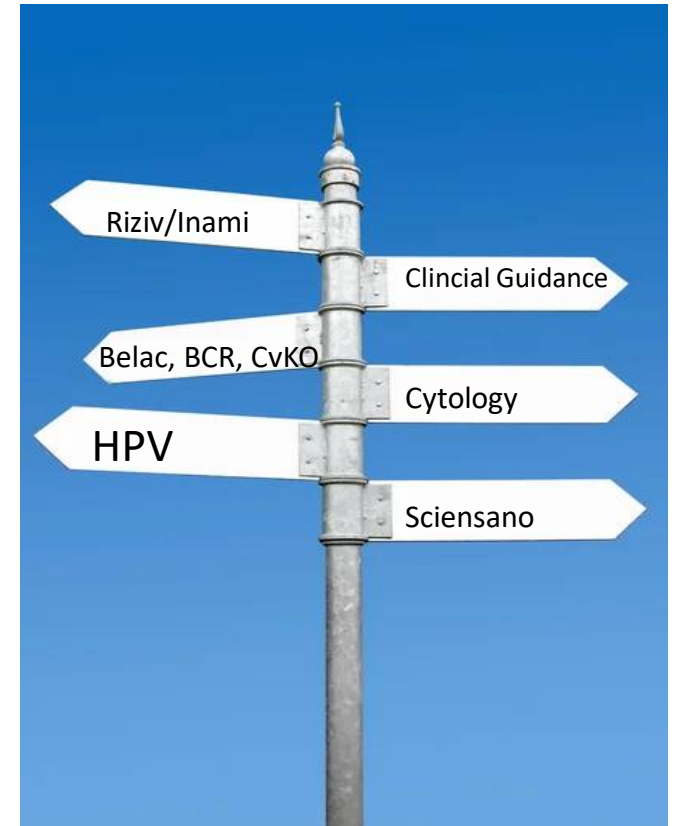 Riziv/Inami
Clincial Guidance
Belac, BCR, CvKO
Cytology
HPV
Sciensano